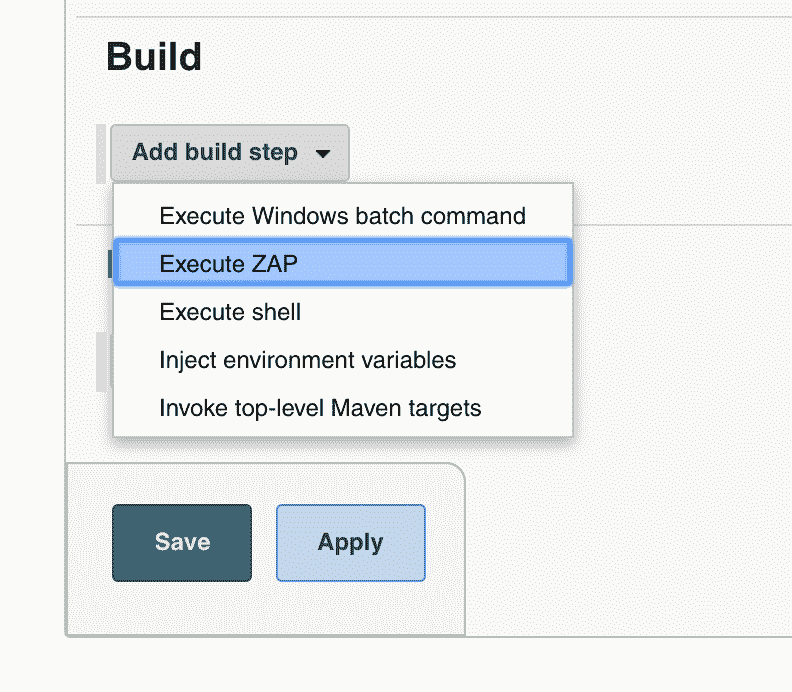 Build
Add build step
Execute Windows batch command
Execute ZAP
Execute shell
Inject environment variables
Invoke top-level Maven targets
Save
Apply